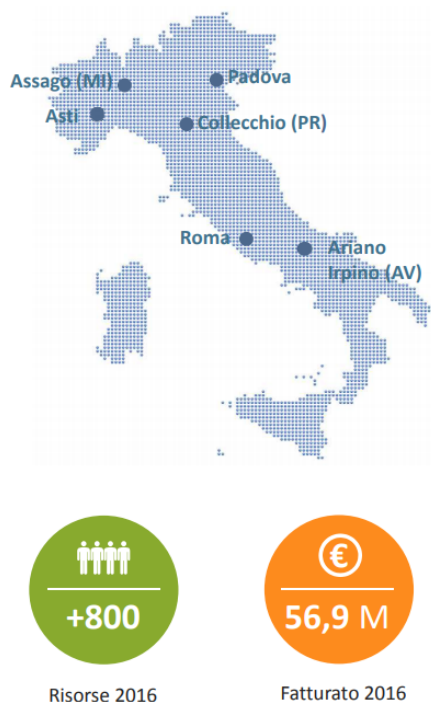 Assago (MI)
Padova
Asti
Collecchio (PR)
Roma
Ariano
Irpino (AV)
+800
€
56,9 M
Risorse 2016
Fatturato 2016